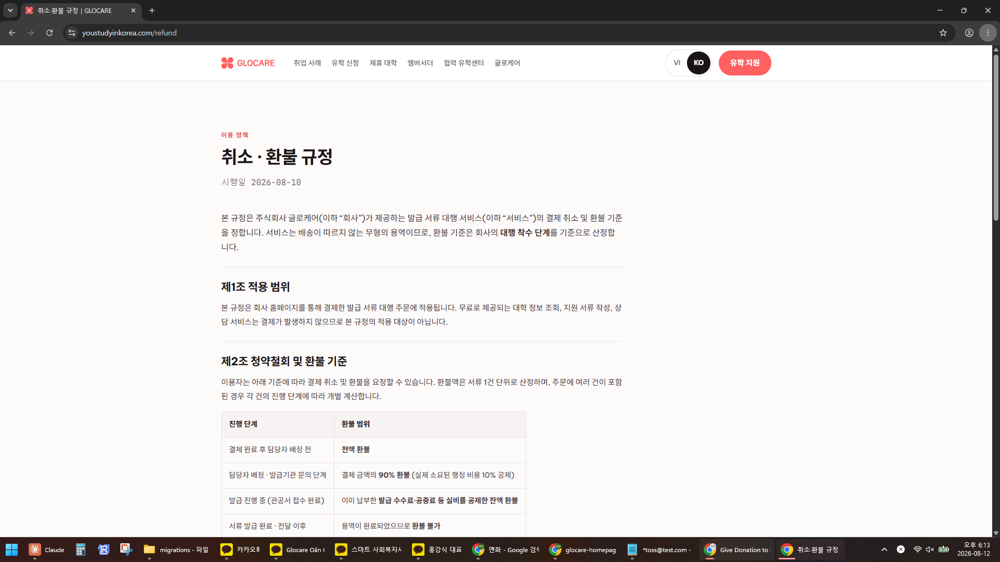 취소·환불 규정 | GLOCARE
youstudyinkorea.com/refund
GLOCARE
취업 사례
유학 신청
제휴 대학
엠버서더
협력 유학센터
글로케어
VI
KO
유학 지원
이용 정책
취소 · 환불 규정
시행일 2026-08-10
본 규정은 주식회사 글로케어(이하 “회사”)가 제공하는 발급 서류 대행 서비스(이하 “서비스”)의 결제 취소 및 환불 기준
을 정합니다. 서비스는 배송이 따르지 않는 무형의 용역이므로, 환불 기준은 회사의 대행 착수 단계를 기준으로 산정합
니다.
제1조 적용 범위
본 규정은 회사 홈페이지를 통해 결제한 발급 서류 대행 주문에 적용됩니다. 무료로 제공되는 대학 정보 조회, 지원 서류 작성, 상
담 서비스는 결제가 발생하지 않으므로 본 규정의 적용 대상이 아닙니다.
제2조 청약철회 및 환불 기준
이용자는 아래 기준에 따라 결제 취소 및 환불을 요청할 수 있습니다. 환불액은 서류 1건 단위로 산정하며, 주문에 여러 건이 포함
된 경우 각 건의 진행 단계에 따라 개별 계산합니다.
진행 단계
환불 범위
결제 완료 후 담당자 배정 전
전액 환불
담당자 배정 · 발급기관 문의 단계
결제 금액의 90% 환불 (실제 소요된 행정 비용 10% 공제)
발급 진행 중 (관공서 접수 완료)
이미 납부한 발급 수수료·공증료 등 실비를 공제한 잔액 환불
서류 발급 완료 · 전달 이후
용역이 완료되었으므로 환불 불가
Claude
migrations - 파일
카카오톡
Glocare Oăn
스마트 사회복지시
홍강식 대표
엔화 - Google 검색
glocare-homepag
*toss@test.com -
Give Donation to
취소·환불 규정
오후 6:13
2026-08-12